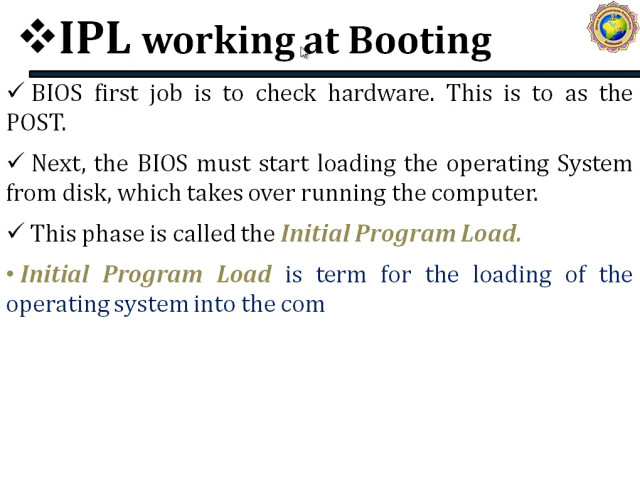 ❖IPL working at Booting
✓ BIOS first job is to check hardware. This is to as the
POST.
✓ Next, the BIOS must start loading the operating System
from disk, which takes over running the computer.
✓ This phase is called the Initial Program Load.
• Initial Program Load is term for the loading of the
operating system into the com